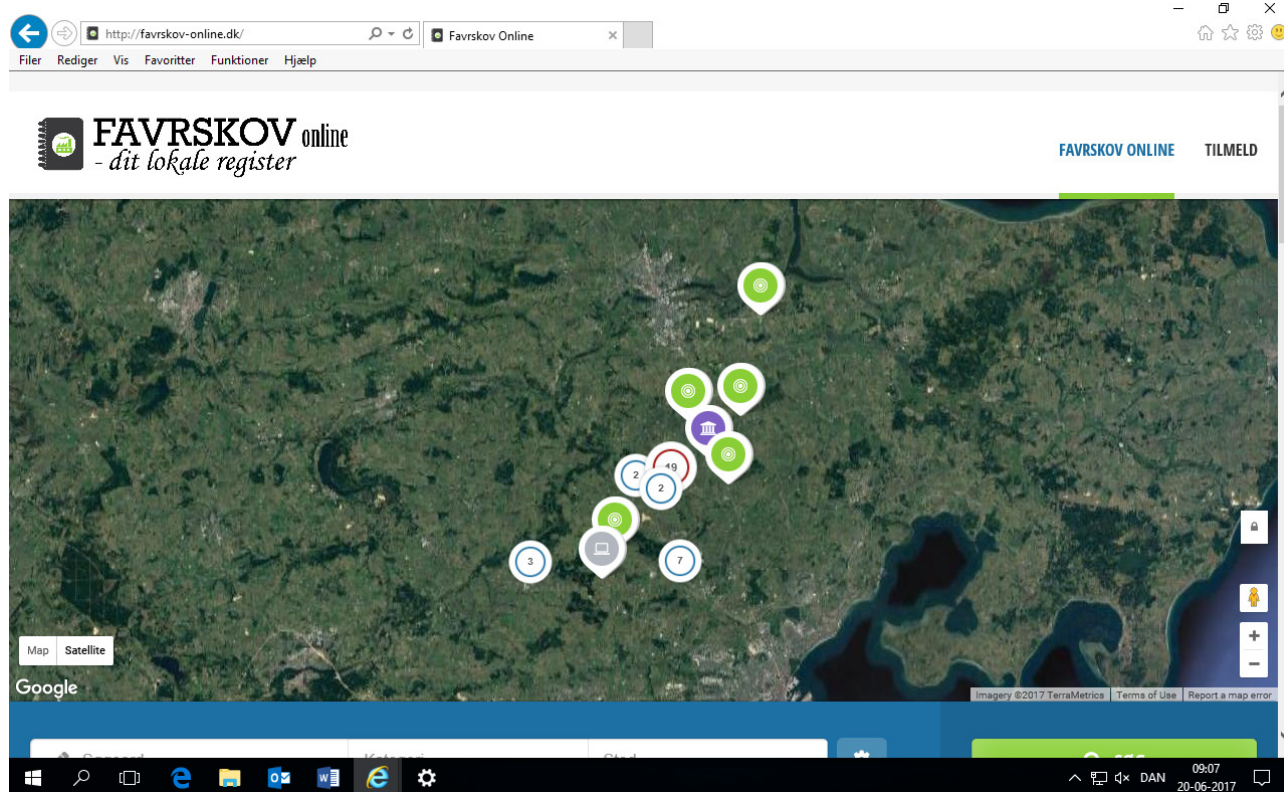 http://favrskov-online.dk/
Favrskov Online
Filer Rediger Vis Favoritter Funktioner Hjælp
FAVRSKOV online
- dit lokale register
FAVRSKOV ONLINE TILMELD
2
19
2
3
7
Map Satellite
Google
Imagery ©2017 TerraMetrics Terms of Use Report a map error
DAN
09:07
20-06-2017